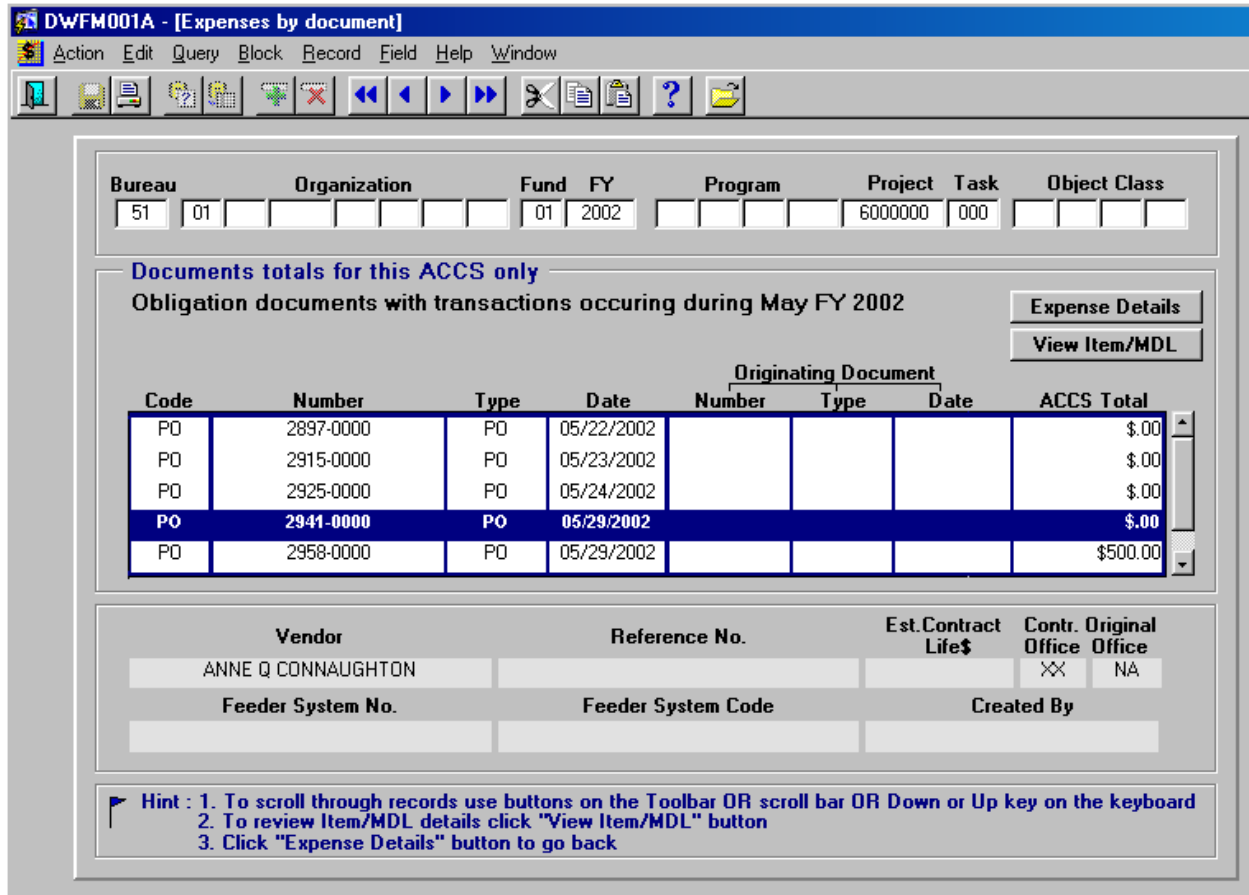 DWFM001A - [Expenses by document]
Action Edit Query Block Record Field Help Window
Bureau Organization Fund FY Program Project Task Object Class
51 01 01 2002 6000000 000
Documents totals for this ACCS only
Obligation documents with transactions occuring during May FY 2002
Expense Details
View Item/MDL
Originating Document
Code Number Type Date Number Type Date ACCS Total
PO 2897-0000 PO 05/22/2002 $.00
PO 2915-0000 PO 05/23/2002 $.00
PO 2925-0000 PO 05/24/2002 $.00
PO 2941-0000 PO 05/29/2002 $.00
PO 2958-0000 PO 05/29/2002 $500.00
Vendor Reference No. Est.Contract Life$ Contr. Office Original Office
ANNE Q CONNAUGHTON XX NA
Feeder System No. Feeder System Code Created By
Hint : 1. To scroll through records use buttons on the Toolbar OR scroll bar OR Down or Up key on the keyboard
2. To review Item/MDL details click "View Item/MDL" button
3. Click "Expense Details" button to go back